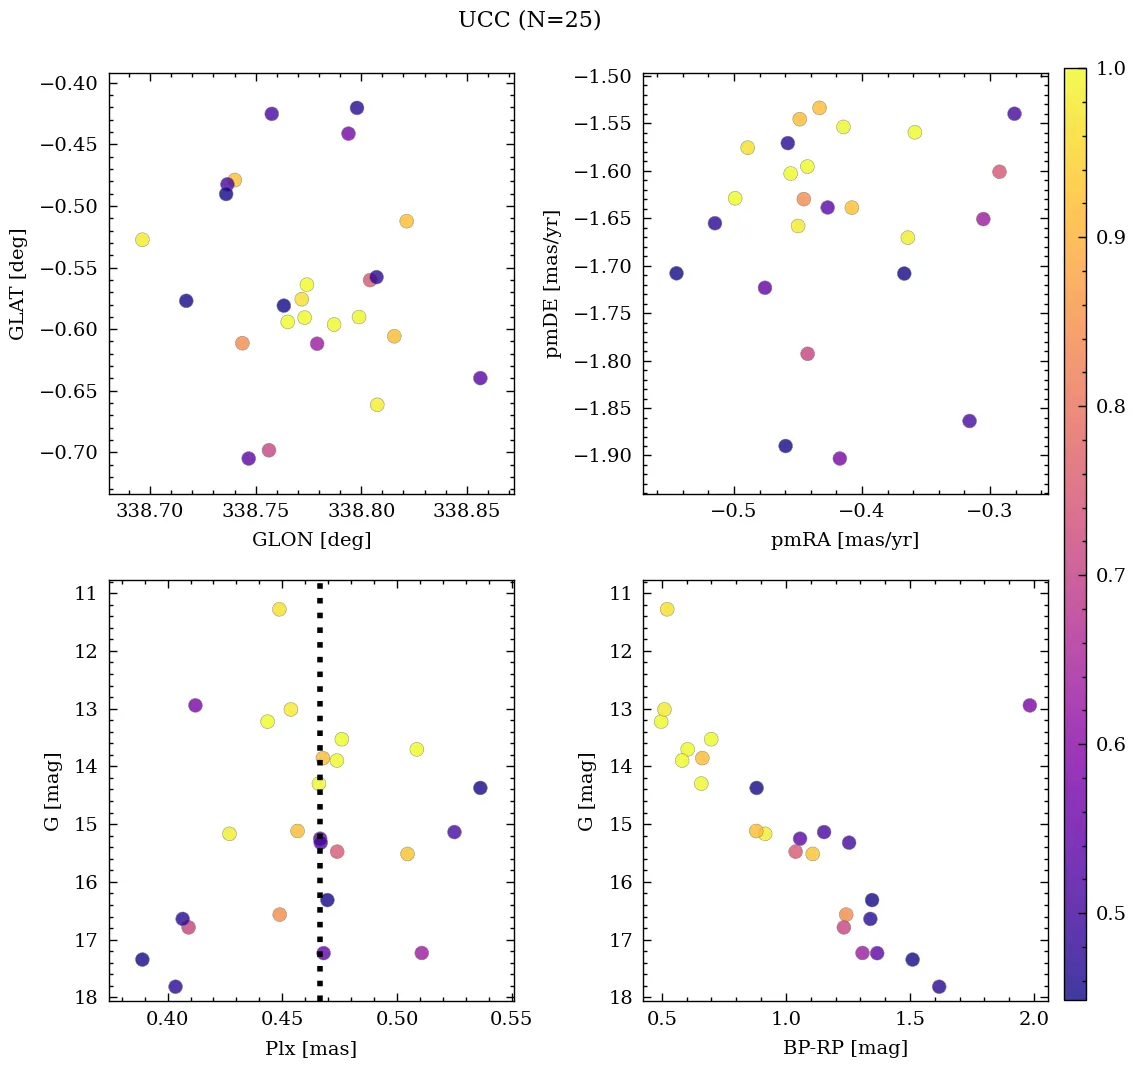 UCC (N=25)
−0.40
−0.45
−0.50
−0.55
−0.60
−0.65
−0.70
GLAT [deg]
338.70 338.75 338.80 338.85
GLON [deg]
−1.50
−1.55
−1.60
−1.65
−1.70
−1.75
−1.80
−1.85
−1.90
pmDE [mas/yr]
−0.5 −0.4 −0.3
pmRA [mas/yr]
1.0
0.9
0.8
0.7
0.6
0.5
11
12
13
14
15
16
17
18
G [mag]
0.40 0.45 0.50 0.55
Plx [mas]
11
12
13
14
15
16
17
18
G [mag]
0.5 1.0 1.5 2.0
BP-RP [mag]